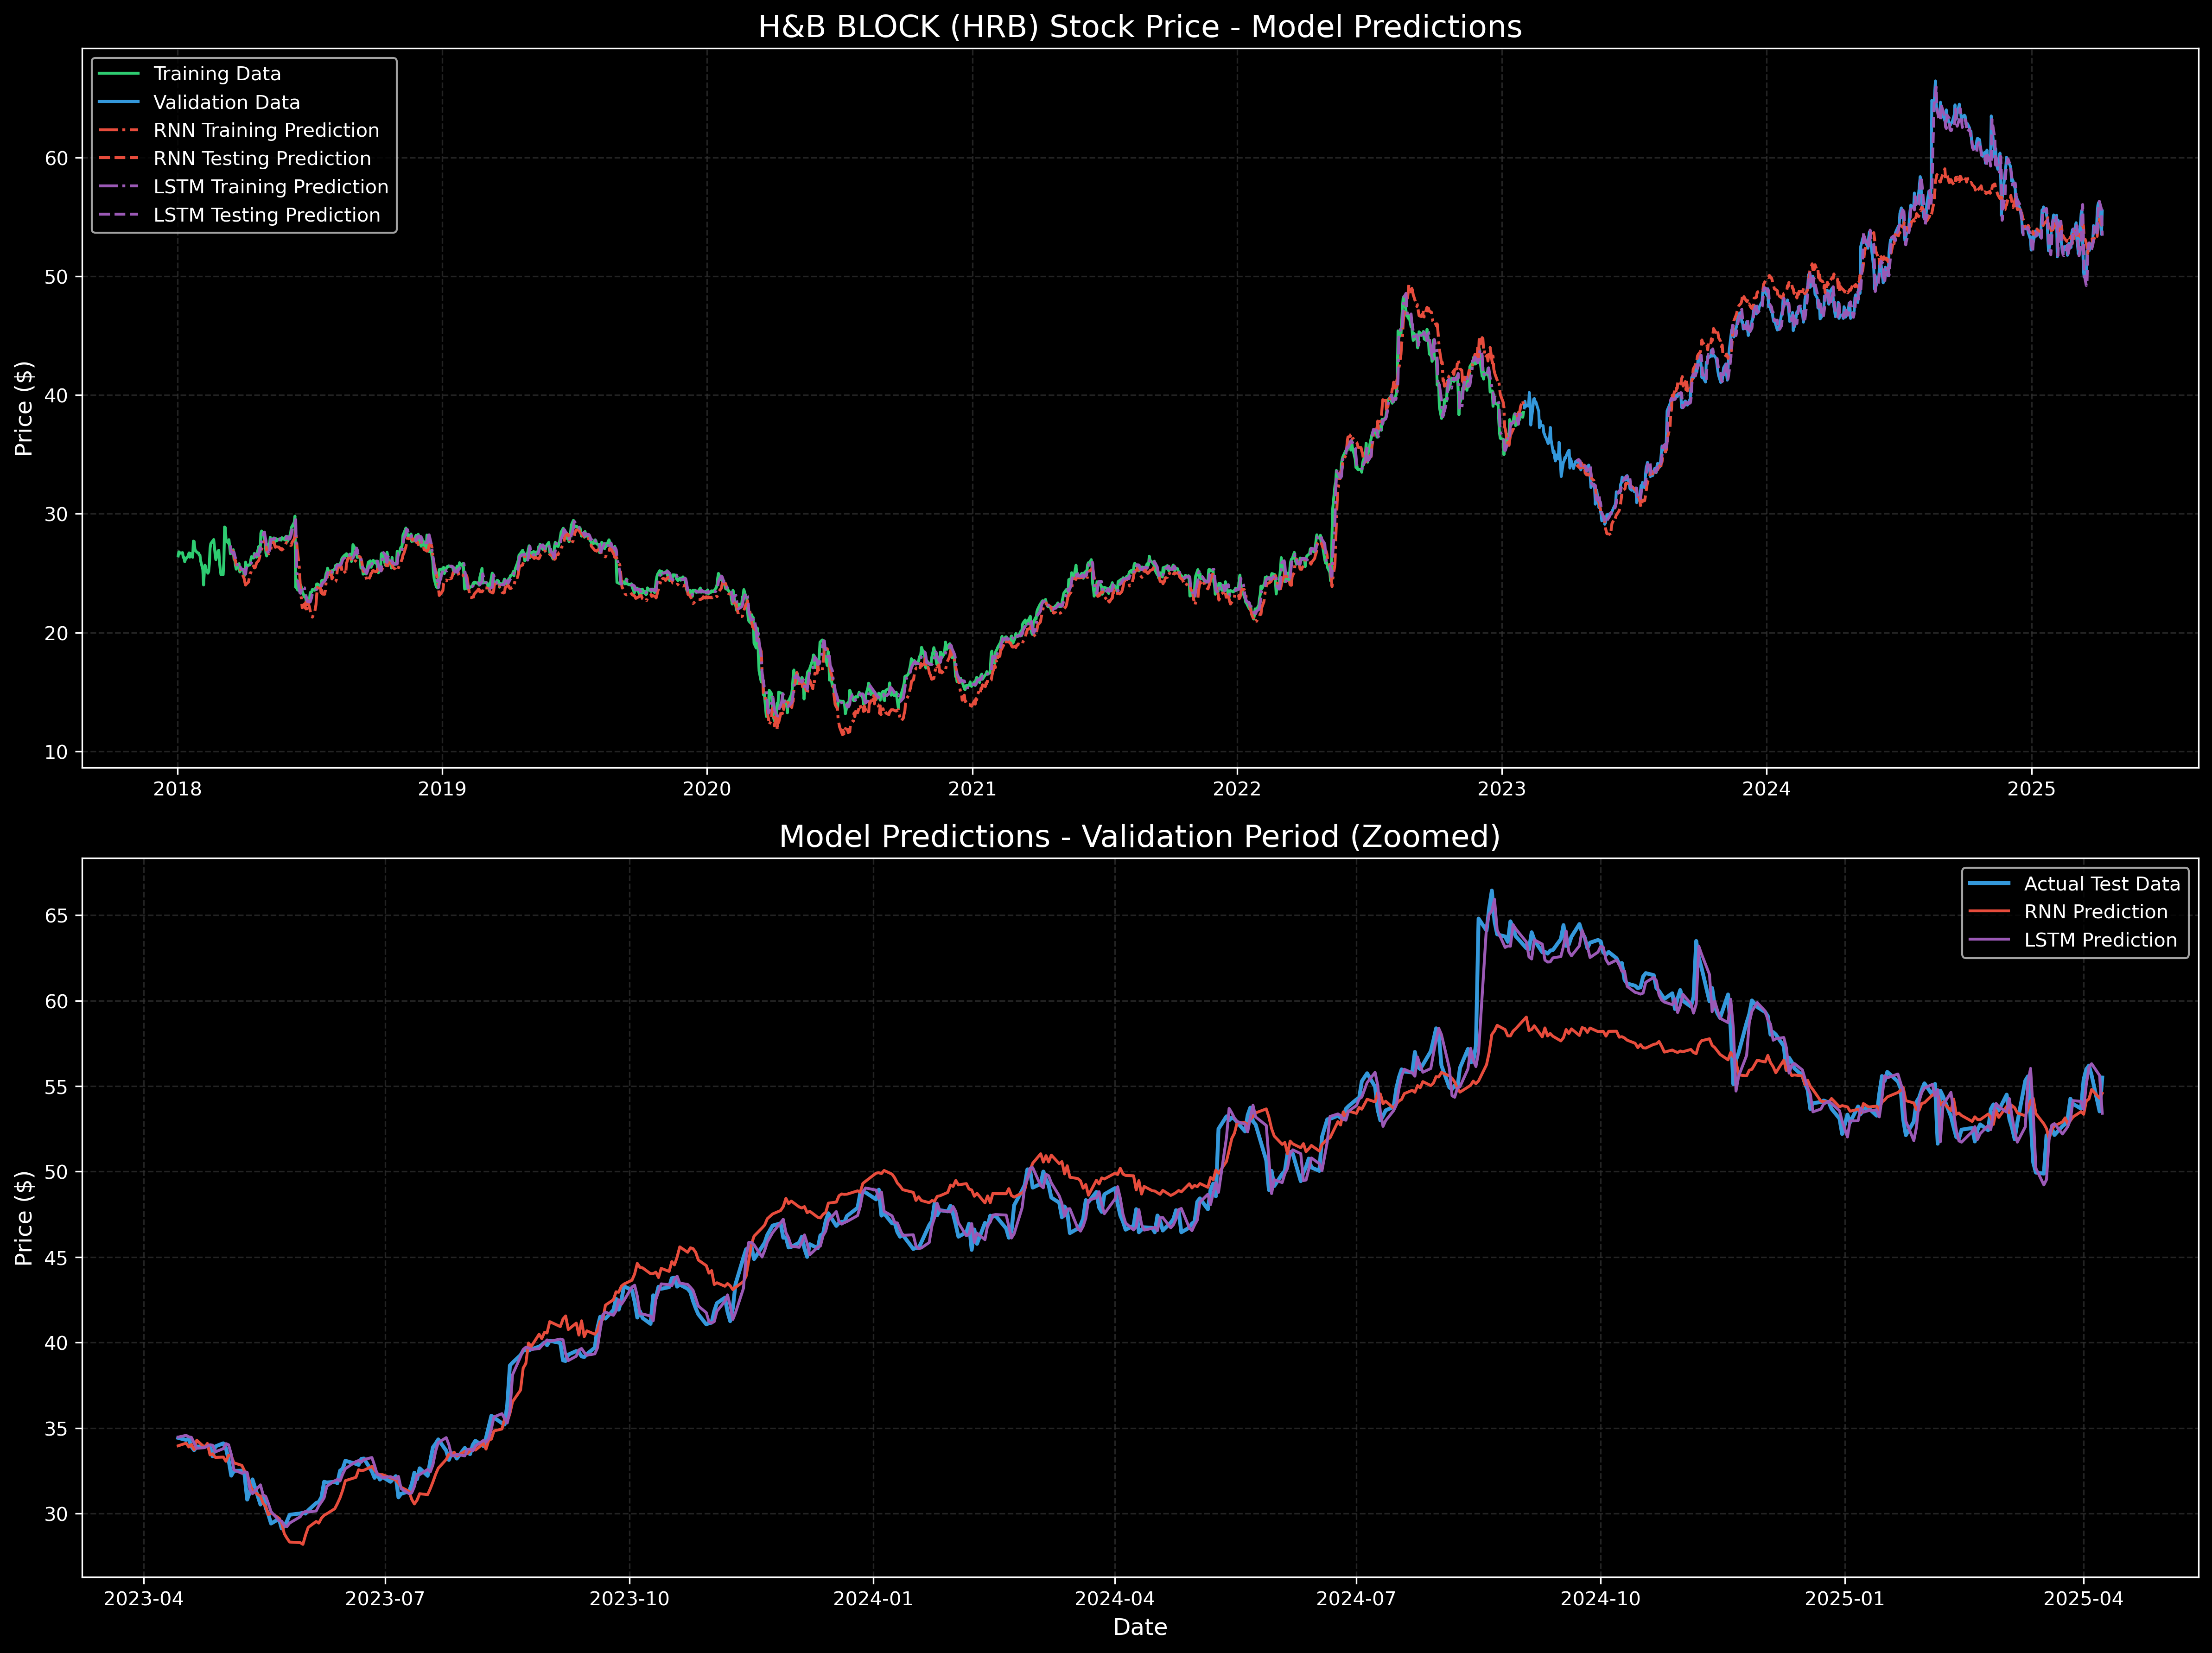 H&B BLOCK (HRB) Stock Price - Model Predictions
Training Data
Validation Data
RNN Training Prediction
RNN Testing Prediction
LSTM Training Prediction
LSTM Testing Prediction
Price ($)
60
50
40
30
20
10
2018 2019 2020 2021 2022 2023 2024 2025
Model Predictions - Validation Period (Zoomed)
Actual Test Data
RNN Prediction
LSTM Prediction
Price ($)
65
60
55
50
45
40
35
30
2023-04 2023-07 2023-10 2024-01 2024-04 2024-07 2024-10 2025-01 2025-04
Date